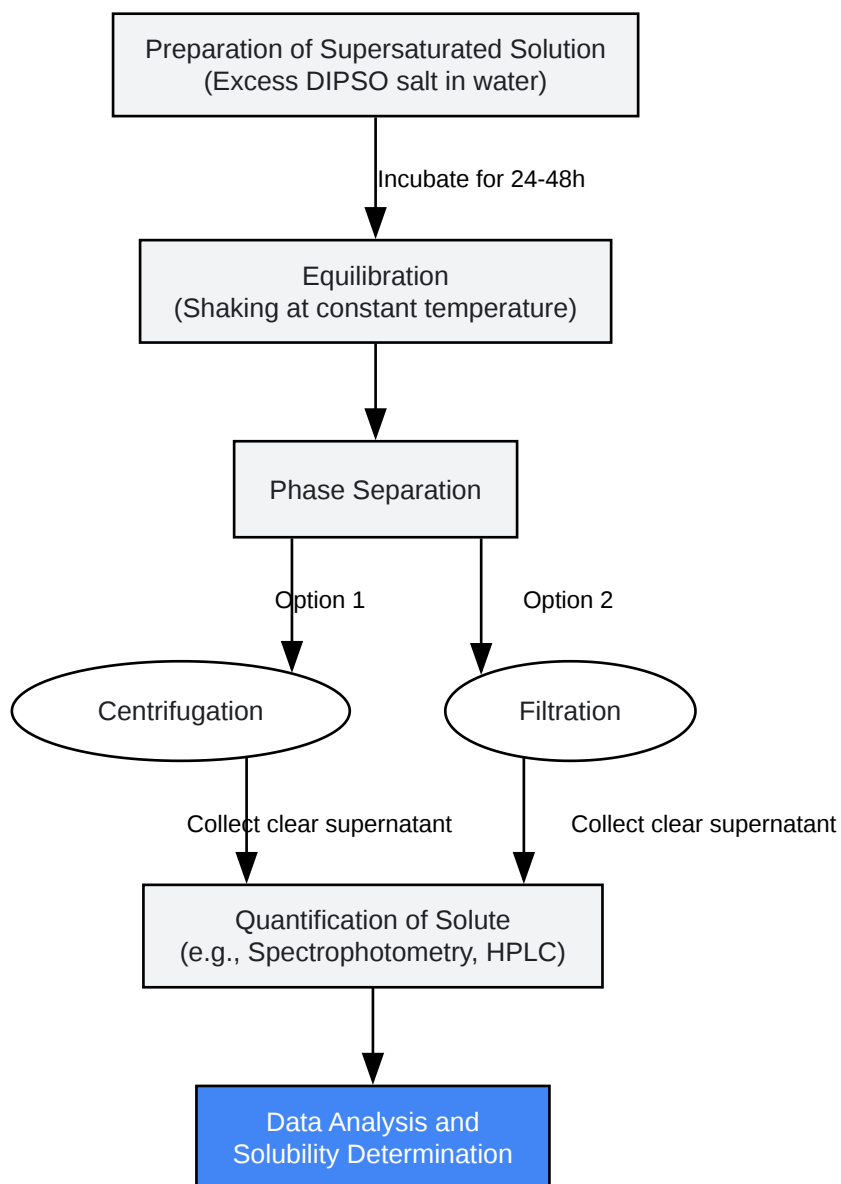 Preparation of Supersaturated Solution
(Excess DIPSO salt in water)
Incubate for 24-48h
Equilibration
(Shaking at constant temperature)
Phase Separation
Option 1
Option 2
Centrifugation
Filtration
Collect clear supernatant
Collect clear supernatant
Quantification of Solute
(e.g., Spectrophotometry, HPLC)
Data Analysis and
Solubility Determination